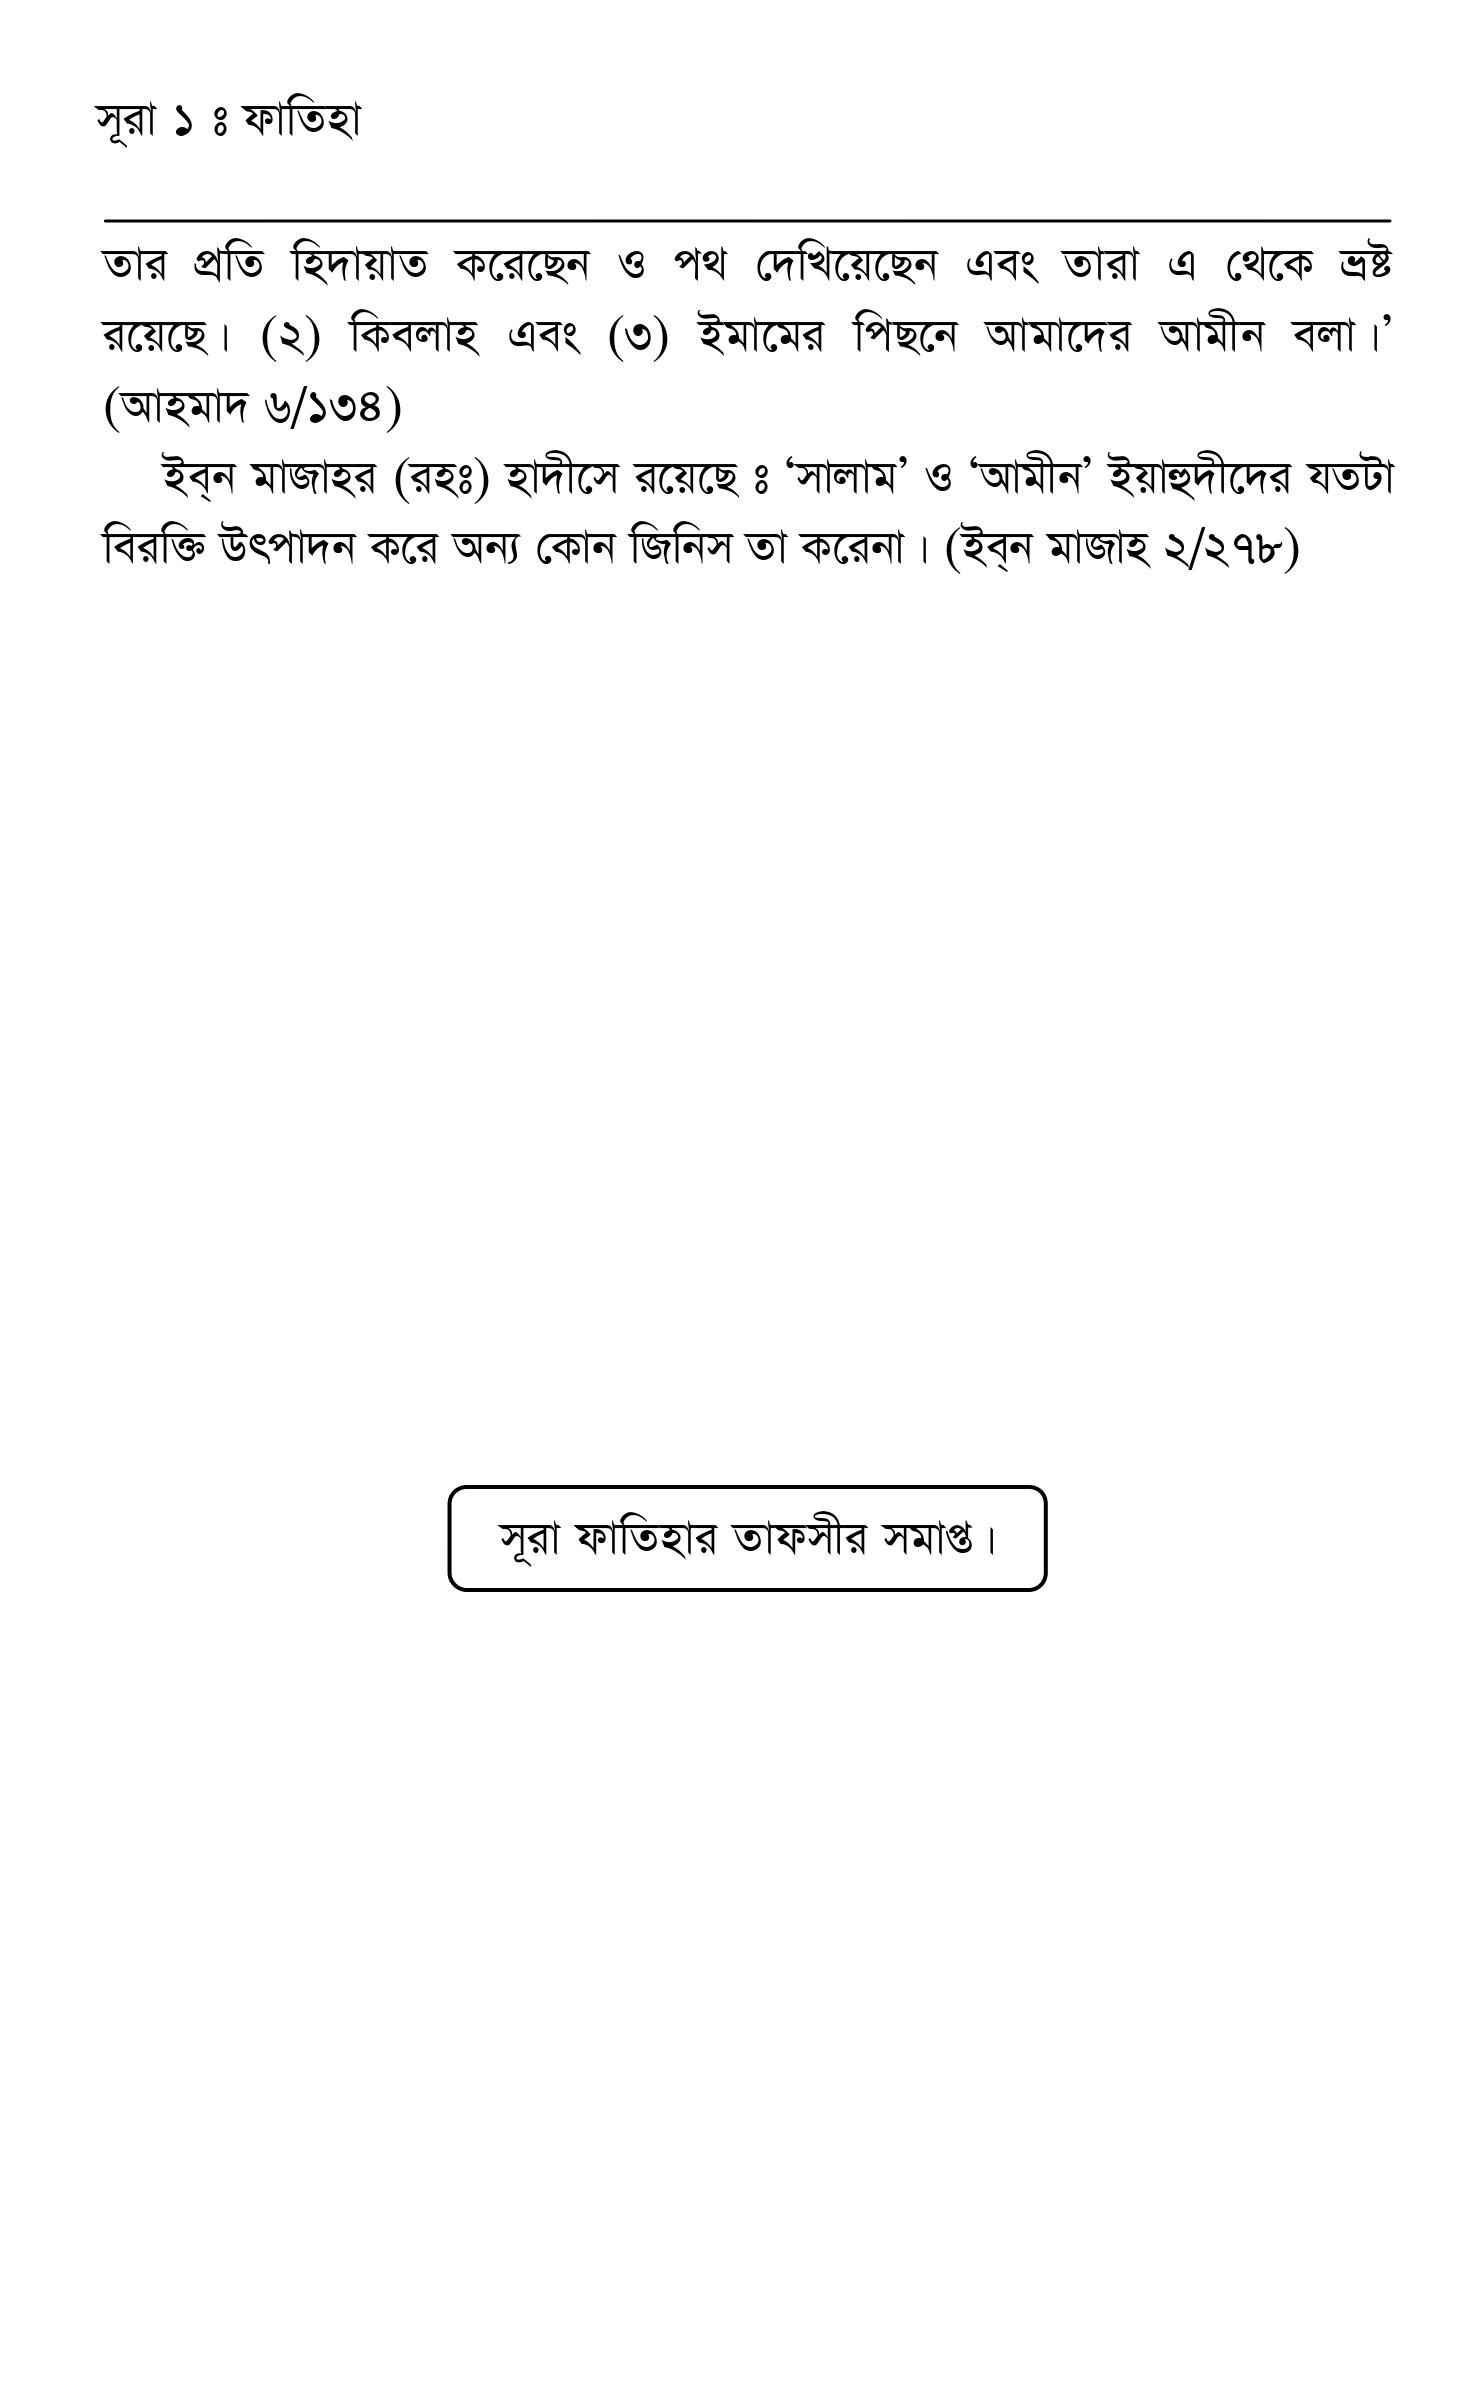 সূরা ১ ঃ ফাতিহা
তার প্রতি হিদায়াত করেছেন ও পথ দেখিয়েছেন এবং তারা এ থেকে ভ্রষ্ট
রয়েছে। (২) কিবলাহ এবং (৩) ইমামের পিছনে আমাদের আমীন বলা।’
(আহমাদ ৬/১৩৪)
ইব্‌ন মাজাহর (রহঃ) হাদীসে রয়েছে ঃ ‘সালাম’ ও ‘আমীন’ ইয়াহুদীদের যতটা
বিরক্তি উৎপাদন করে অন্য কোন জিনিস তা করেনা। (ইব্‌ন মাজাহ ২/২৭৮)
সূরা ফাতিহার তাফসীর সমাপ্ত।